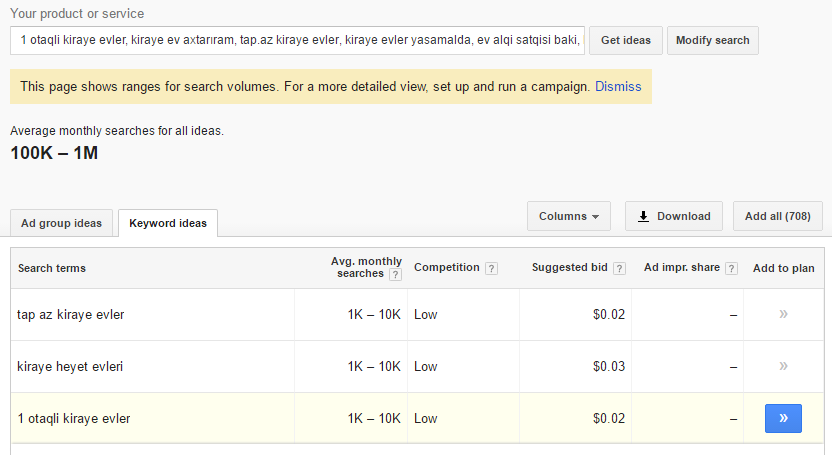 Your product or service
1 otaqli kiraye evler, kiraye ev axtarıram, tap.az kiraye evler, kiraye evler yasamalda, ev alqi satqisi baki,
Get ideas
Modify search
This page shows ranges for search volumes. For a more detailed view, set up and run a campaign. Dismiss
Average monthly searches for all ideas.
100K – 1M
Ad group ideas
Keyword ideas
Columns
Download
Add all (708)
Search terms
Avg. monthly
searches ?
Competition ?
Suggested bid ?
Ad impr. share ?
Add to plan
tap az kiraye evler 1K – 10K Low $0.02 – »
kiraye heyet evleri 1K – 10K Low $0.03 – »
1 otaqli kiraye evler 1K – 10K Low $0.02 – »